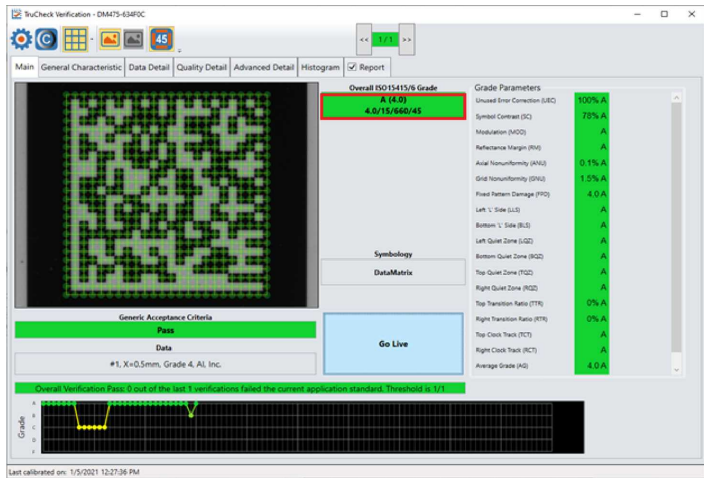 TruCheck Verification - DM475-634F0C
45
<< 1/1 >>
Main General Characteristic Data Detail Quality Detail Advanced Detail Histogram Report
Overall ISO15415/6 Grade
A (4.0)
4.0/15/660/45
Symbology
DataMatrix
Go Live
Generic Acceptance Criteria
Pass
Data
#1, X=0.5mm, Grade 4, AI, Inc.
Grade Parameters
Unused Error Correction (UEC) 100% A
Symbol Contrast (SC) 78% A
Modulation (MOD) A
Reflectance Margin (RM) A
Axial Nonuniformity (ANU) 0.1% A
Grid Nonuniformity (GNU) 1.5% A
Fixed Pattern Damage (FPD) 4.0 A
Left 'L' Side (LLS) A
Bottom 'L' Side (BLS) A
Left Quiet Zone (LQZ) A
Bottom Quiet Zone (BQZ) A
Top Quiet Zone (TQZ) A
Right Quiet Zone (RQZ) A
Top Transition Ratio (TTR) 0% A
Right Transition Ratio (RTR) 0% A
Top Clock Track (TCT) A
Right Clock Track (RCT) A
Average Grade (AG) 4.0 A
Overall Verification Pass: 0 out of the last 1 verifications failed the current application standard. Threshold is 1/1
Grade
A
B
C
D
F
Last calibrated on: 1/5/2021 12:27:36 PM